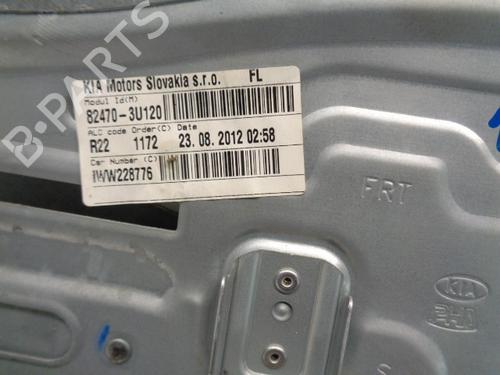 B-PARTS
KIA Motors Slovakia s.r.o. FL
Modul Id(M)
82470-3U120
ALC code Order(C) Date
R22 1172 23.08.2012 02:58
Car Number (C)
IWW228776
FRT
KIA